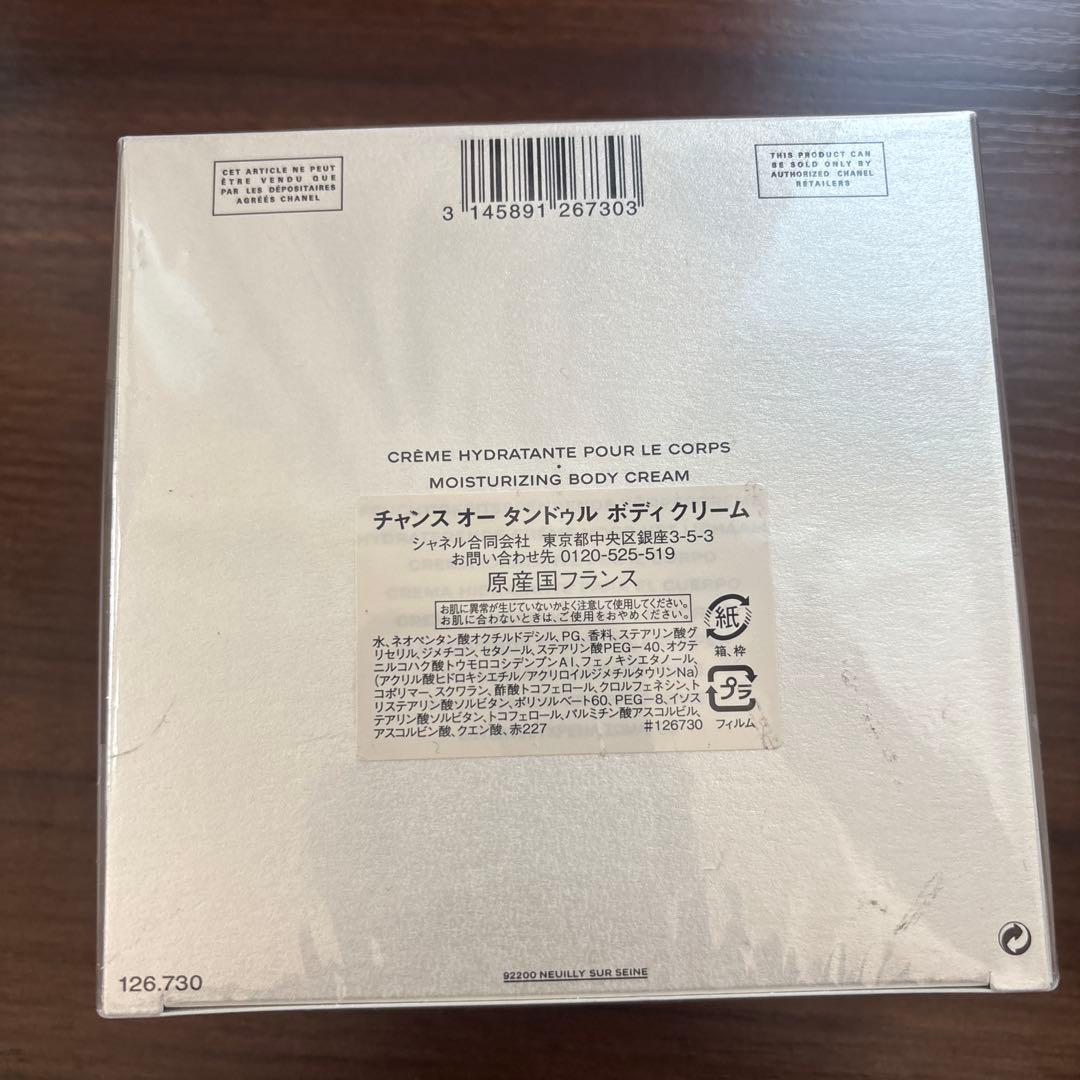 CET ARTICLE NE PEUT
ÊTRE VENDU QUE
PAR LES DÉPOSITAIRES
AGRÉÉS CHANEL
3 145891 267303
THIS PRODUCT CAN
BE SOLD ONLY BY
AUTHORIZED CHANEL
RETAILERS
CRÈME HYDRATANTE POUR LE CORPS
•
MOISTURIZING BODY CREAM
チャンス オー タンドゥル ボディ クリーム
シャネル合同会社 東京都中央区銀座3-5-3
お問い合わせ先 0120-525-519
原産国フランス
お肌に異常が生じていないかよく注意して使用してください。
お肌に合わないときは、ご使用をおやめください。
水、ネオペンタン酸オクチルドデシル、PG、香料、ステアリン酸グ
リセリル、ジメチコン、セタノール、ステアリン酸PEG-40、オクテ
ニルコハク酸トウモロコシデンプンAl、フェノキシエタノール、
(アクリル酸ヒドロキシエチル/アクリロイルジメチルタウリンNa)
コポリマー、スクワラン、酢酸トコフェロール、クロルフェネシン、ト
リステアリン酸ソルビタン、ポリソルベート60、PEG-8、イソス
テアリン酸ソルビタン、トコフェロール、パルミチン酸アスコルビル、
アスコルビン酸、クエン酸、赤227 #126730
紙
箱、枠
プラ
フィルム
126.730
92200 NEUILLY SUR SEINE